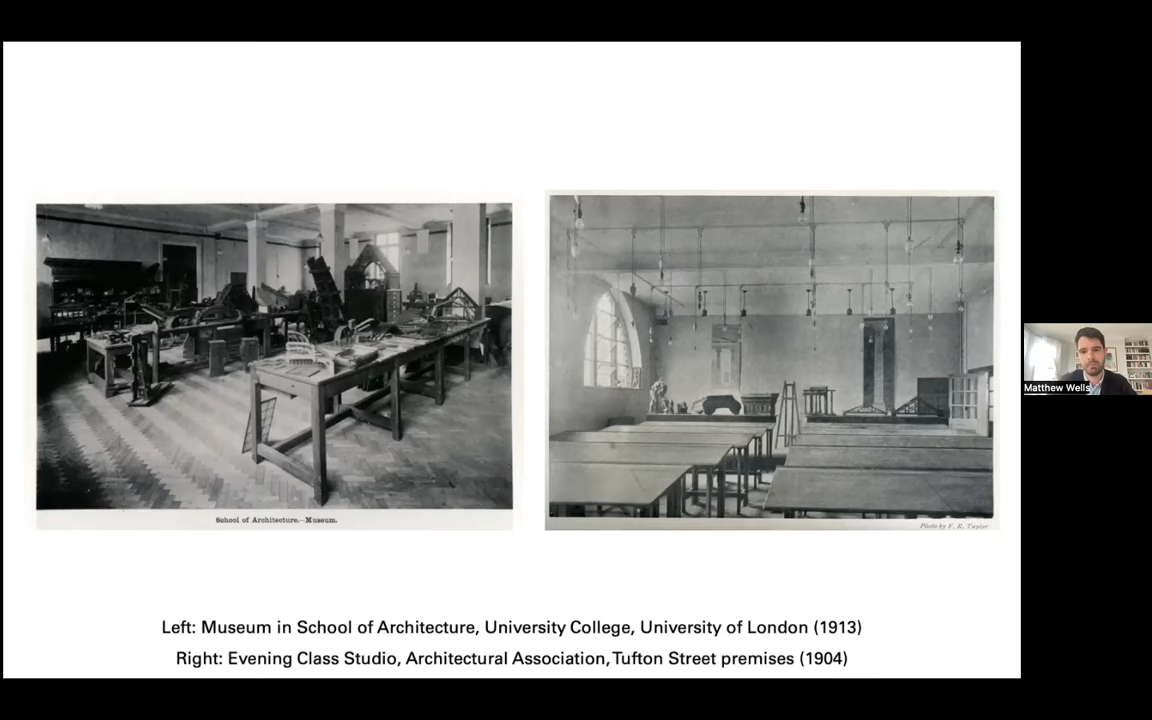 School of Architecture.—Museum.
Photo by F. R. Taylor
Matthew Wells
Left: Museum in School of Architecture, University College, University of London (1913)
Right: Evening Class Studio, Architectural Association, Tufton Street premises (1904)